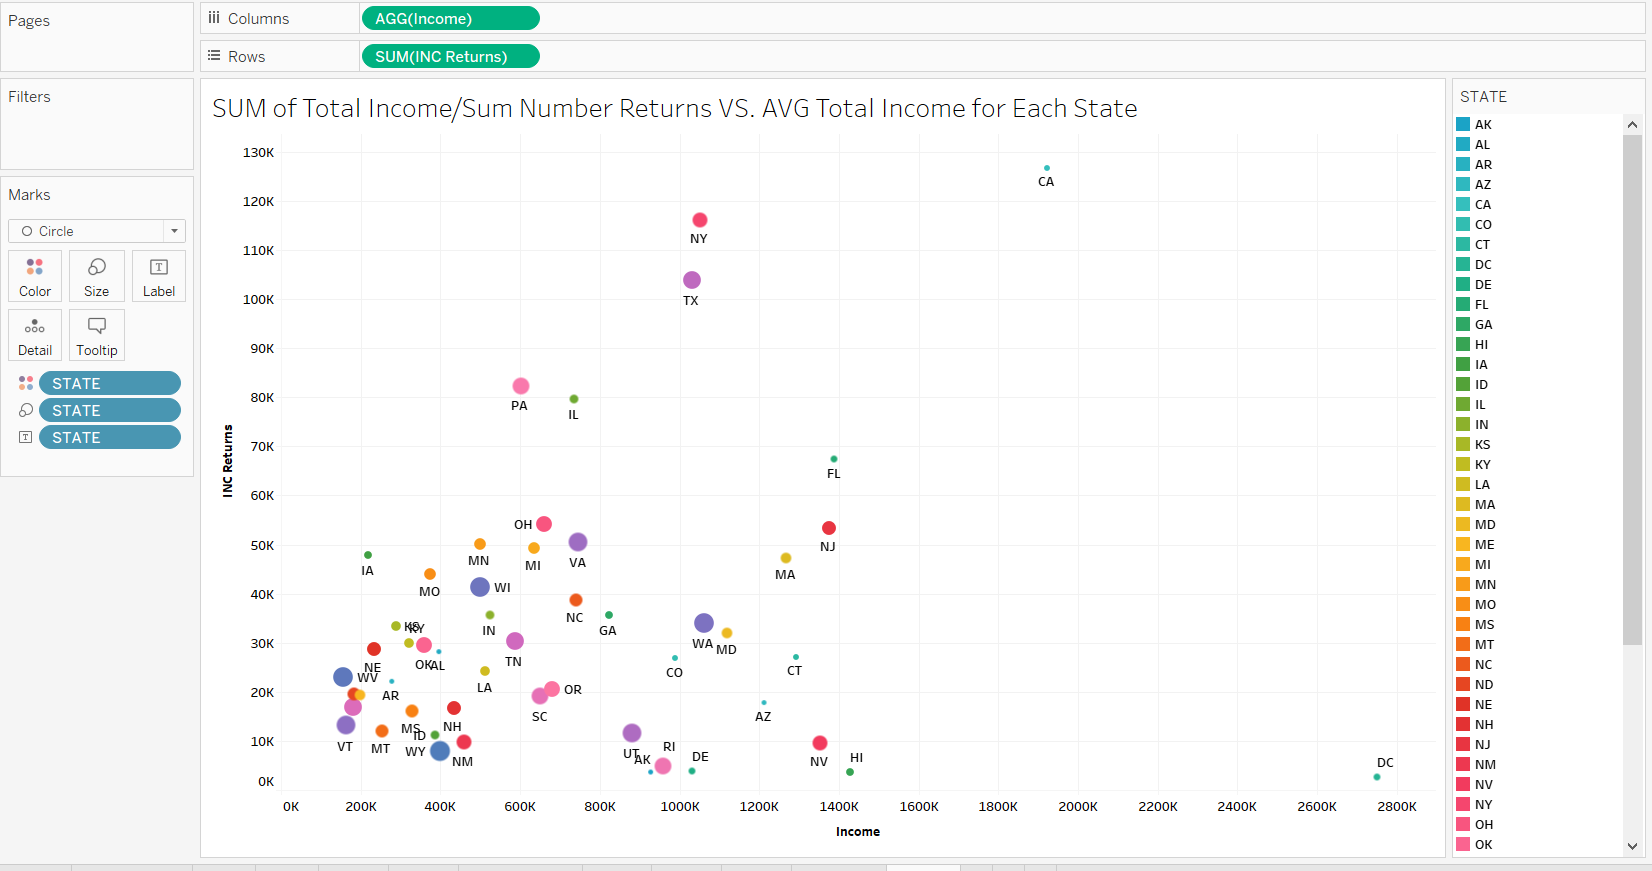 Pages
Columns
AGG(Income)
Rows
SUM(INC Returns)
Filters
Marks
Circle
Color
Size
Label
Detail
Tooltip
STATE
STATE
STATE
SUM of Total Income/Sum Number Returns VS. AVG Total Income for Each State
INC Returns
130K
120K
110K
100K
90K
80K
70K
60K
50K
40K
30K
20K
10K
0K
CA
NY
TX
PA
IL
FL
OH
NJ
MN
MI
VA
IA
MA
MO
WI
NC
IN
GA
KS
KY
WA
MD
NE
OK
AL
TN
CO
CT
WV
AR
LA
OR
SC
AZ
MS
NH
VT
MT
ID
WY
NM
UT
AK
RI
DE
NV
HI
DC
0K
200K
400K
600K
800K
1000K
1200K
1400K
1600K
1800K
2000K
2200K
2400K
2600K
2800K
Income
STATE
AK
AL
AR
AZ
CA
CO
CT
DC
DE
FL
GA
HI
IA
ID
IL
IN
KS
KY
LA
MA
MD
ME
MI
MN
MO
MS
MT
NC
ND
NE
NH
NJ
NM
NV
NY
OH
OK